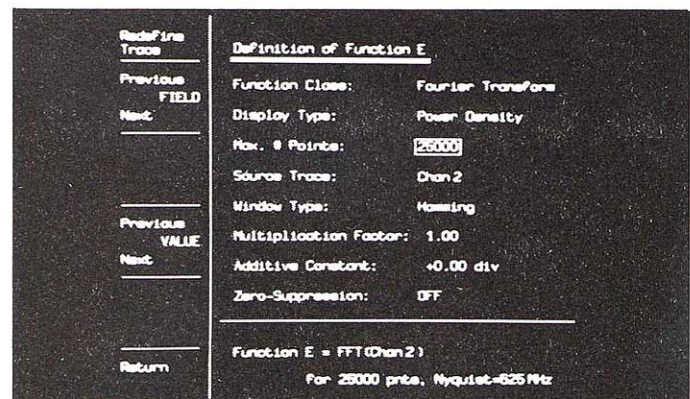 Redefine
Trace
Previous
FIELD
Next
Previous
VALUE
Next
Return
Definition of Function E
Function Class: Fourier Transform
Display Type: Power Density
Max. # Points: 25000
Source Trace: Chan 2
Window Type: Hamming
Multiplication Factor: 1.00
Additive Constant: +0.00 div
Zero-Suppression: OFF
Function E = FFT(Chan 2)
For 25000 pnts, Nyquist=625 MHz